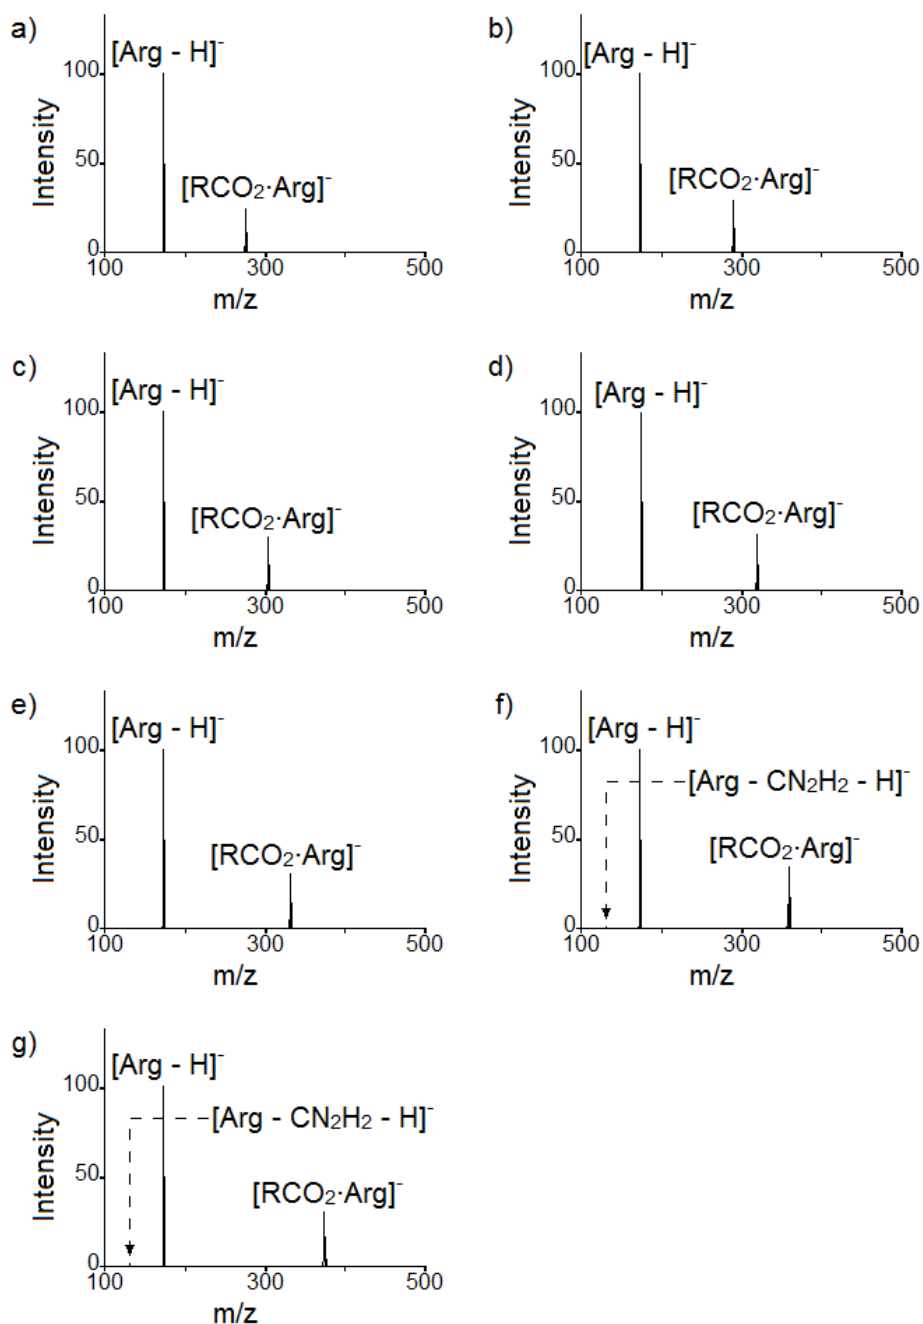 a)
[Arg - H]⁻
100
[RCO₂·Arg]⁻
50
0
100
300
500
Intensity
m/z
b)
[Arg - H]⁻
100
[RCO₂·Arg]⁻
50
0
100
300
500
Intensity
m/z
c)
[Arg - H]⁻
100
[RCO₂·Arg]⁻
50
0
100
300
500
Intensity
m/z
d)
[Arg - H]⁻
100
[RCO₂·Arg]⁻
50
0
100
300
500
Intensity
m/z
e)
[Arg - H]⁻
100
[RCO₂·Arg]⁻
50
0
100
300
500
Intensity
m/z
f)
[Arg - H]⁻
100
[Arg - CN₂H₂ - H]⁻
[RCO₂·Arg]⁻
50
0
100
300
500
Intensity
m/z
g)
[Arg - H]⁻
100
[Arg - CN₂H₂ - H]⁻
[RCO₂·Arg]⁻
50
0
100
300
500
Intensity
m/z